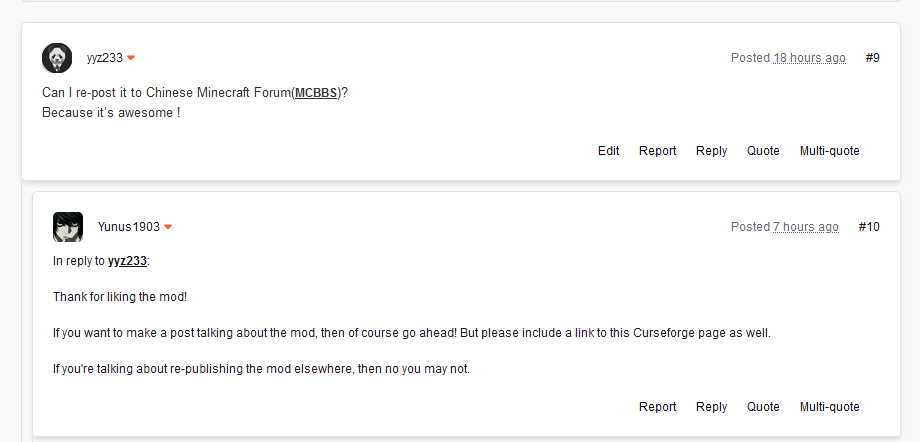 yyz233
Posted 18 hours ago #9
Can I re-post it to Chinese Minecraft Forum(MCBBS)?
Because it's awesome !
Edit Report Reply Quote Multi-quote
Yunus1903
Posted 7 hours ago #10
In reply to yyz233:
Thank for liking the mod!
If you want to make a post talking about the mod, then of course go ahead! But please include a link to this Curseforge page as well.
If you're talking about re-publishing the mod elsewhere, then no you may not.
Report Reply Quote Multi-quote